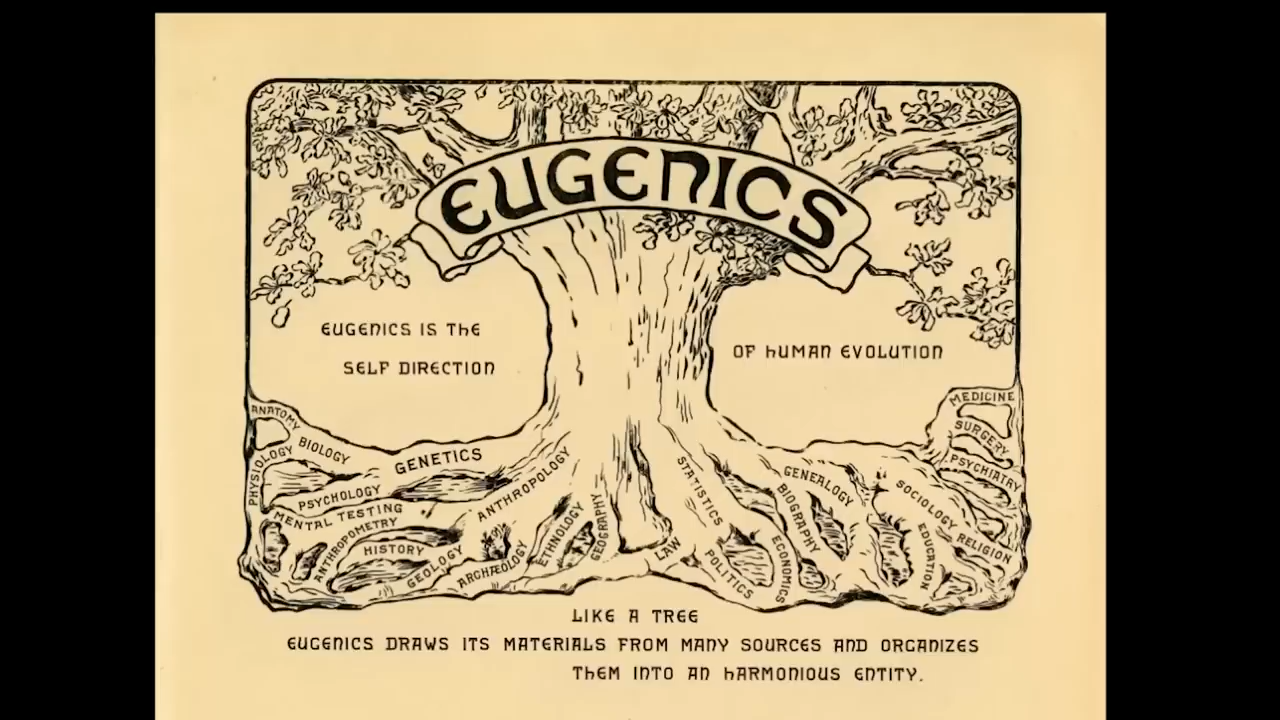 EUGENICS
EUGENICS IS THE
SELF DIRECTION
OF HUMAN EVOLUTION
ANATOMY
BIOLOGY
PHYSIOLOGY
GENETICS
PSYCHOLOGY
MENTAL TESTING
ANTHROPOMETRY
HISTORY
GEOLOGY
ANTHROPOLOGY
ARCHÆOLOGY
ETHNOLOGY
GEOGRAPHY
LAW
STATISTICS
POLITICS
ECONOMICS
BIOGRAPHY
GENEALOGY
SOCIOLOGY
EDUCATION
RELIGION
PSYCHIATRY
SURGERY
MEDICINE
LIKE A TREE
EUGENICS DRAWS ITS MATERIALS FROM MANY SOURCES AND ORGANIZES
THEM INTO AN HARMONIOUS ENTITY.